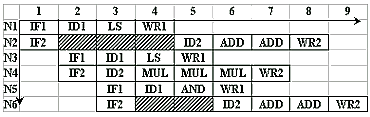 1 2 3 4 5 6 7 8 9
N1 IF1 ID1 LS WR1
N2 IF2 ID2 ADD ADD WR2
N3 IF1 ID1 LS WR1
N4 IF2 ID2 MUL MUL MUL WR2
N5 IF1 ID1 AND WR1
N6 IF2 ID2 ADD ADD WR2